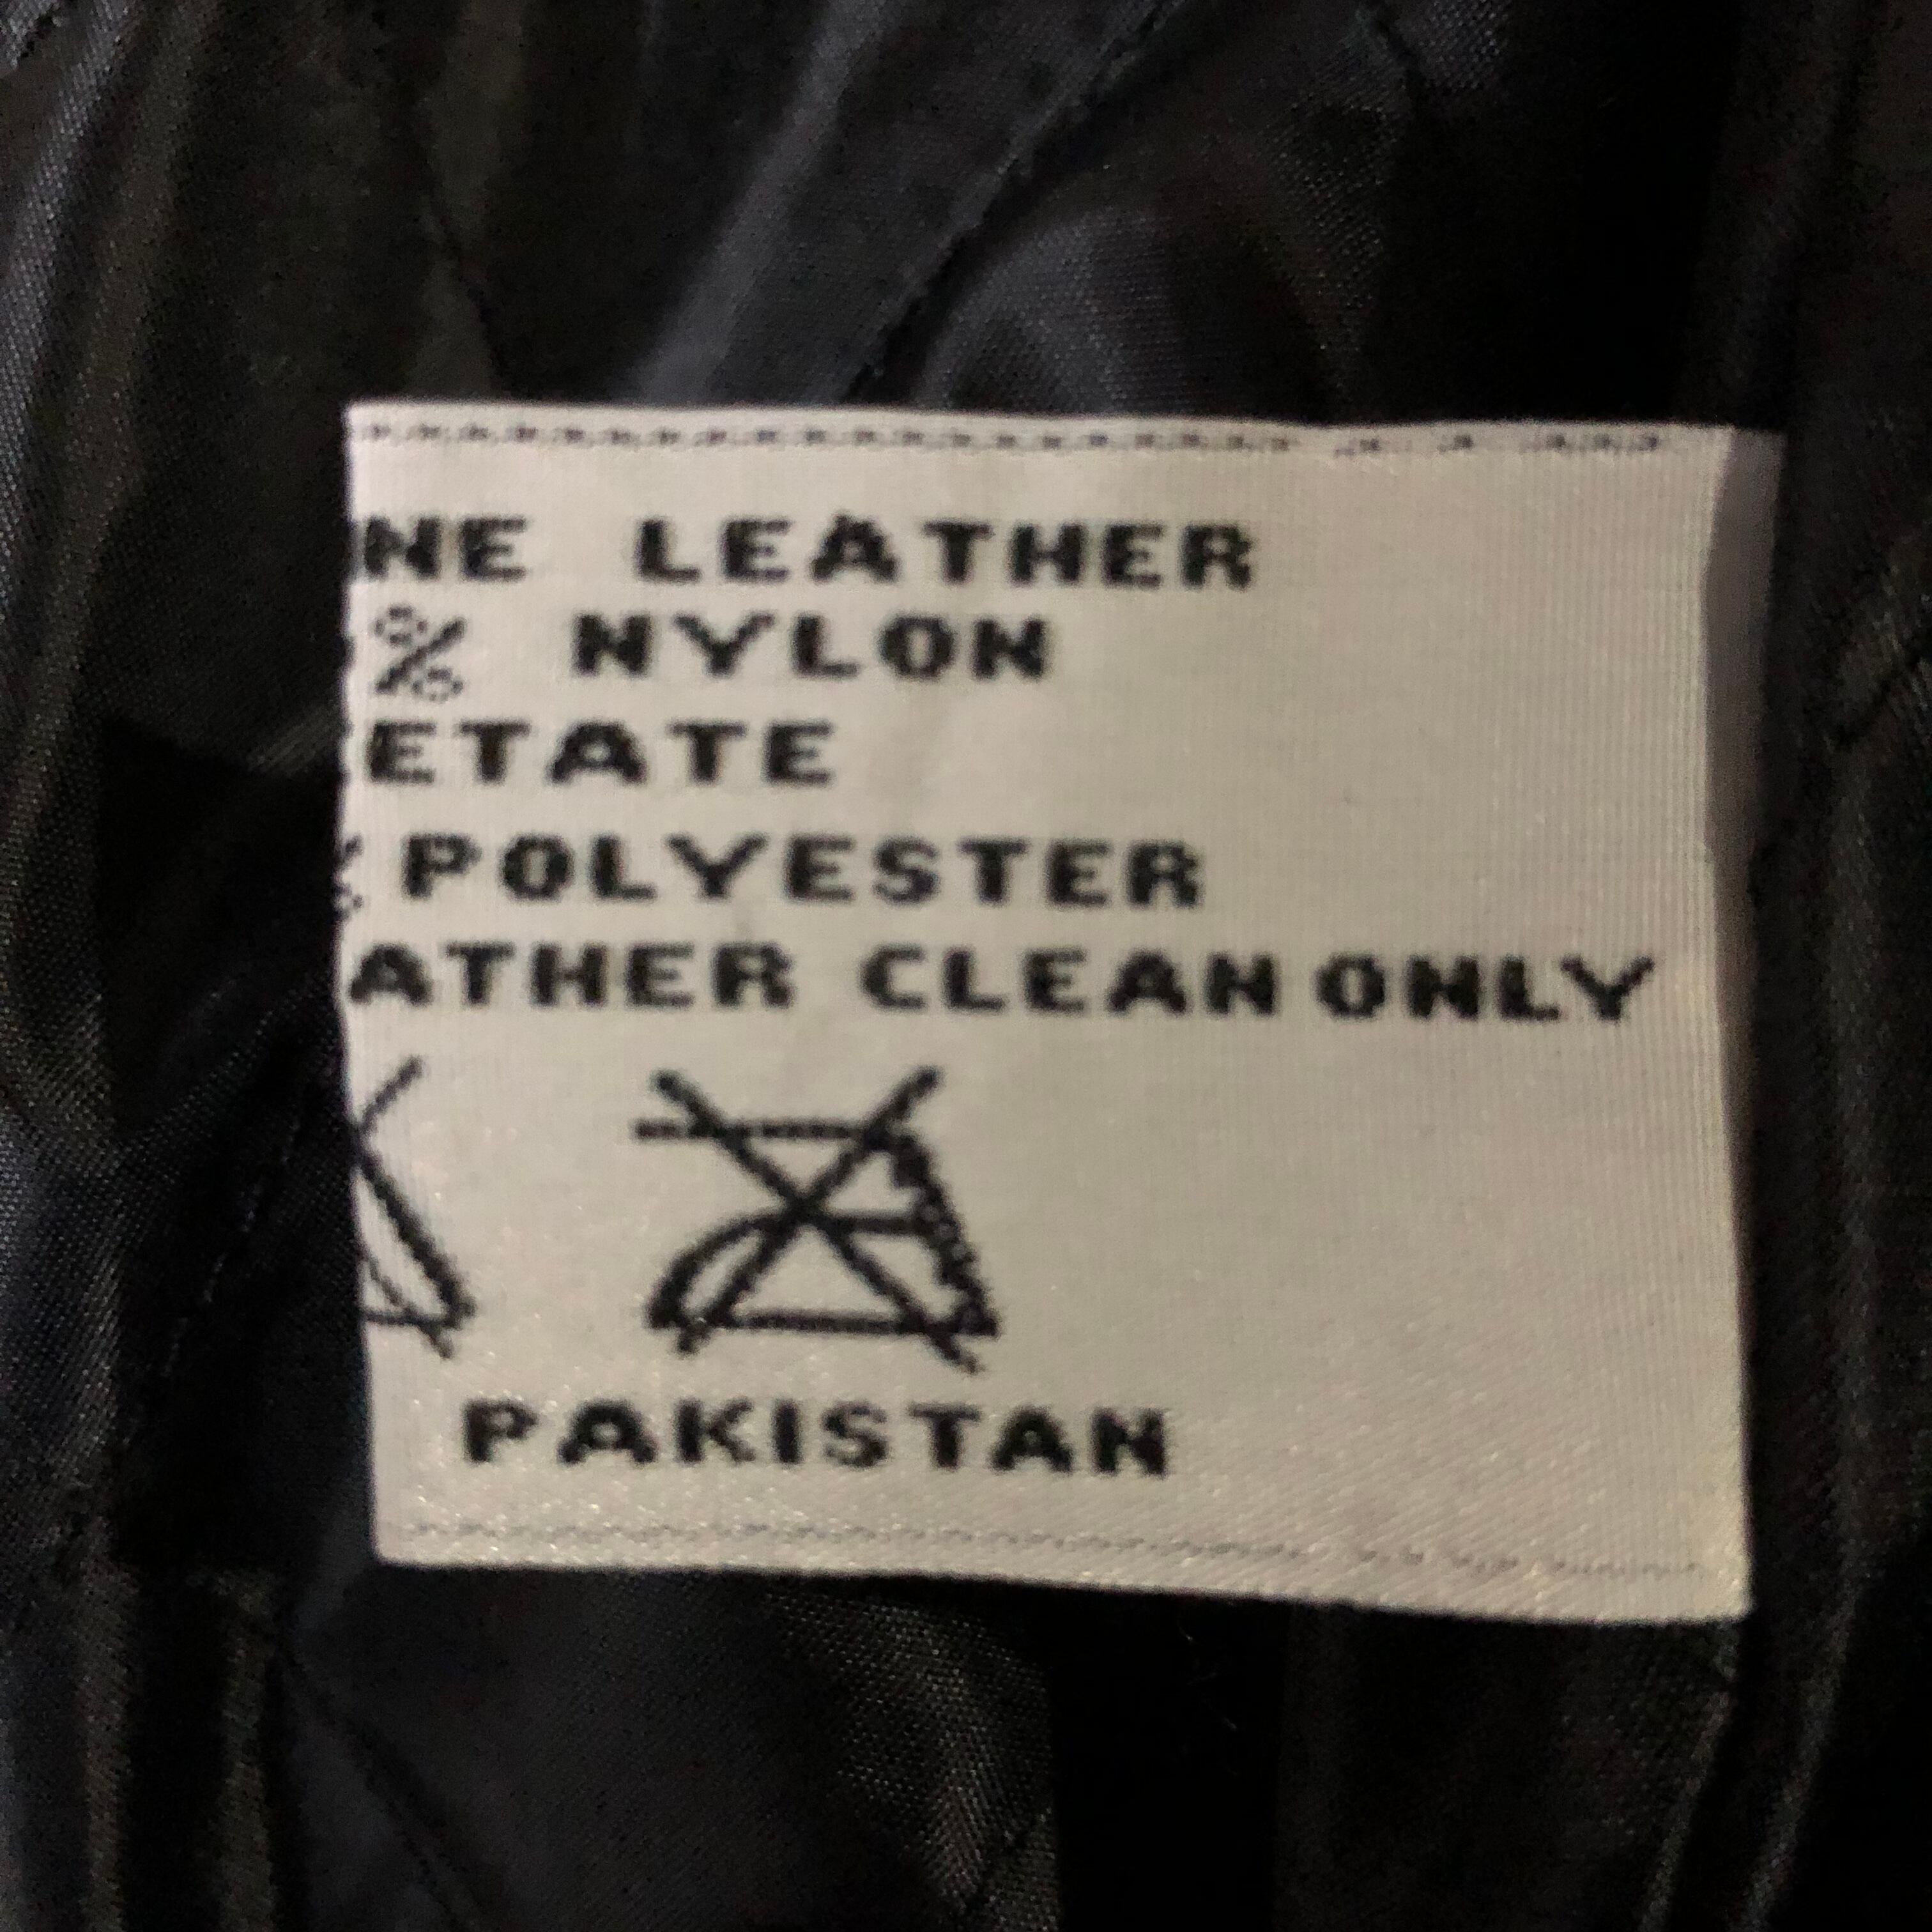 NE LEATHER
% NYLON
ETATE
POLYESTER
ATHER CLEAN ONLY
PAKISTAN